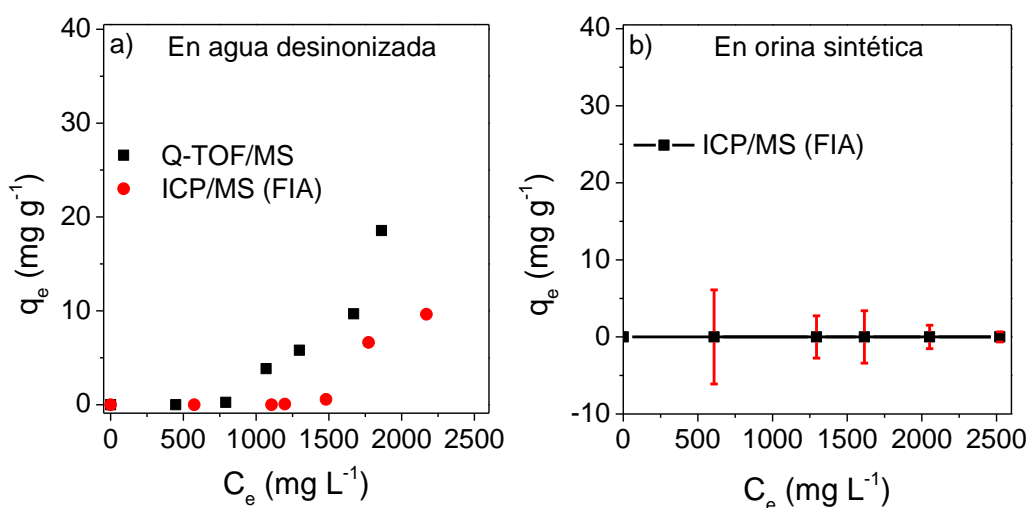 a) En agua desinonizada
40
30
20
10
0
Q-TOF/MS
ICP/MS (FIA)
qe (mg g-1)
0 500 1000 1500 2000 2500
Ce (mg L-1)
b) En orina sintética
40
30
20
10
0
-10
ICP/MS (FIA)
qe (mg g-1)
0 500 1000 1500 2000 2500
Ce (mg L-1)